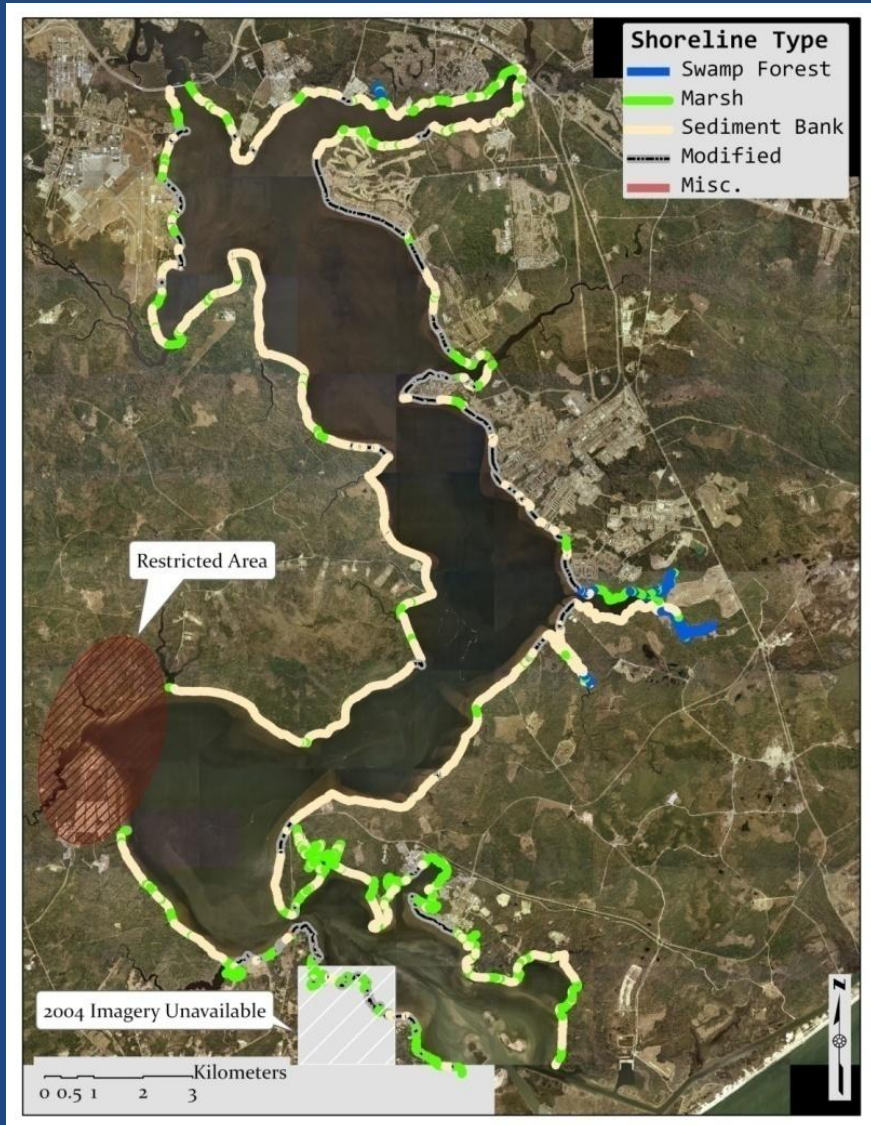 Shoreline Type
Swamp Forest
Marsh
Sediment Bank
Modified
Misc.
Restricted Area
2004 Imagery Unavailable
Kilometers
0 0.5 1 2 3
N